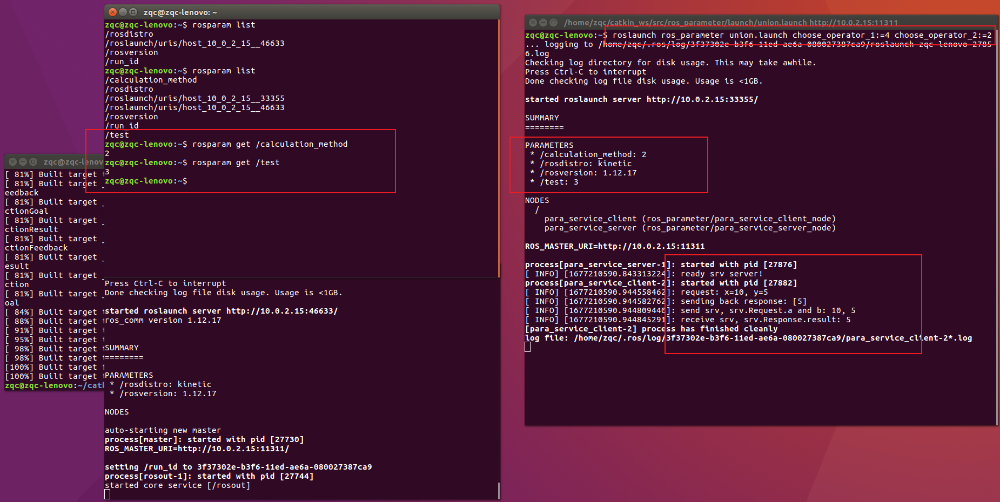 zqc@zqc-lenovo: ~
zqc@zqc-lenovo:~$ rosparam list
/rosdistro
/roslaunch/uris/host_10_0_2_15__46633
/rosversion
/run_id
zqc@zqc-lenovo:~$ rosparam list
/calculation_method
/rosdistro
/roslaunch/uris/host_10_0_2_15__33355
/roslaunch/uris/host_10_0_2_15__46633
/rosversion
/run_id
/test
zqc@zqc-lenovo:~$ rosparam get /calculation_method
2
zqc@zqc-lenovo:~$ rosparam get /test
3
zqc@zqc-lenovo:~$
zqc@zqc-lenovo
[ 81%] Built target
[ 81%] Built target _
eedback
[ 81%] Built target _
ctionGoal
[ 81%] Built target _
ctionResult
[ 81%] Built target _
ctionFeedback
[ 81%] Built target _
esult
[ 81%] Built target _
ction
[ 81%] Built target _
oal
[ 84%] Built target
[ 88%] Built target
[ 91%] Built target
[ 95%] Built target
[ 98%] Built target
[ 98%] Built target
[100%] Built target
[100%] Built target
zqc@zqc-lenovo:~/cat
Press Ctrl-C to interrupt
Done checking log file disk usage. Usage is <1GB.
started roslaunch server http://10.0.2.15:46633/
ros_comm version 1.12.17
SUMMARY
========
PARAMETERS
* /rosdistro: kinetic
* /rosversion: 1.12.17
NODES
auto-starting new master
process[master]: started with pid [27730]
ROS_MASTER_URI=http://10.0.2.15:11311/
setting /run_id to 3f37302e-b3f6-11ed-ae6a-080027387ca9
process[rosout-1]: started with pid [27744]
started core service [/rosout]
/home/zqc/catkin_ws/src/ros_parameter/launch/union.launch http://10.0.2.15:11311
zqc@zqc-lenovo:~$ roslaunch ros_parameter union.launch choose_operator_1:=4 choose_operator_2:=2
... logging to /home/zqc/.ros/log/3f37302e-b3f6-11ed-ae6a-080027387ca9/roslaunch-zqc-lenovo-2785
6.log
Checking log directory for disk usage. This may take awhile.
Press Ctrl-C to interrupt
Done checking log file disk usage. Usage is <1GB.
started roslaunch server http://10.0.2.15:33355/
SUMMARY
========
PARAMETERS
* /calculation_method: 2
* /rosdistro: kinetic
* /rosversion: 1.12.17
* /test: 3
NODES
/
para_service_client (ros_parameter/para_service_client_node)
para_service_server (ros_parameter/para_service_server_node)
ROS_MASTER_URI=http://10.0.2.15:11311
process[para_service_server-1]: started with pid [27876]
[ INFO] [1677210590.843313224]: ready srv server!
process[para_service_client-2]: started with pid [27882]
[ INFO] [1677210590.944558462]: request: x=10, y=5
[ INFO] [1677210590.944582762]: sending back response: [5]
[ INFO] [1677210590.944809440]: send srv, srv.Request.a and b: 10, 5
[ INFO] [1677210590.944845291]: receive srv, srv.Response.result: 5
[para_service_client-2] process has finished cleanly
log file: /home/zqc/.ros/log/3f37302e-b3f6-11ed-ae6a-080027387ca9/para_service_client-2*.log